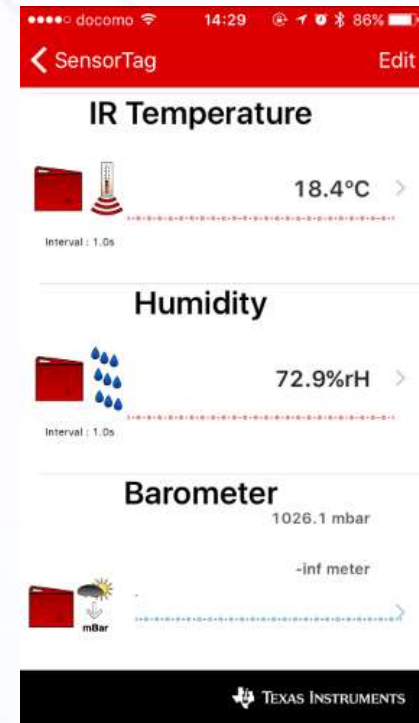 docomo 14:29 86%
SensorTag Edit
IR Temperature
18.4°C
Interval : 1.0s
Humidity
72.9%rH
Interval : 1.0s
Barometer
1026.1 mbar
-inf meter
mBar
TEXAS INSTRUMENTS